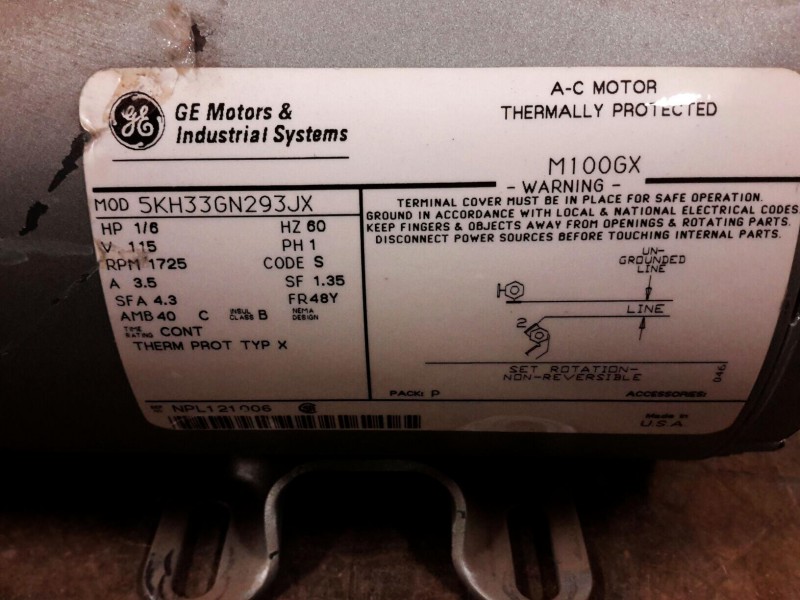 GE
GE Motors &
Industrial Systems
A-C MOTOR
THERMALLY PROTECTED
M100GX
MOD 5KH33GN293JX
HP 1/6 HZ 60
V 115 PH 1
RPM 1725 CODE S
A 3.5 SF 1.35
SFA 4.3 FR 48Y
AMB 40 C INSUL CLASS B NEMA DESIGN
TIME RATING CONT
THERM PROT TYP X
- WARNING -
TERMINAL COVER MUST BE IN PLACE FOR SAFE OPERATION.
GROUND IN ACCORDANCE WITH LOCAL & NATIONAL ELECTRICAL CODES
KEEP FINGERS & OBJECTS AWAY FROM OPENINGS & ROTATING PARTS.
DISCONNECT POWER SOURCES BEFORE TOUCHING INTERNAL PARTS.
UN-
GROUNDED
LINE
LINE
2
SET ROTATION-
NON-REVERSIBLE
046
PACK: P ACCESSORIES:
NPL121006
Made in
U.S.A.